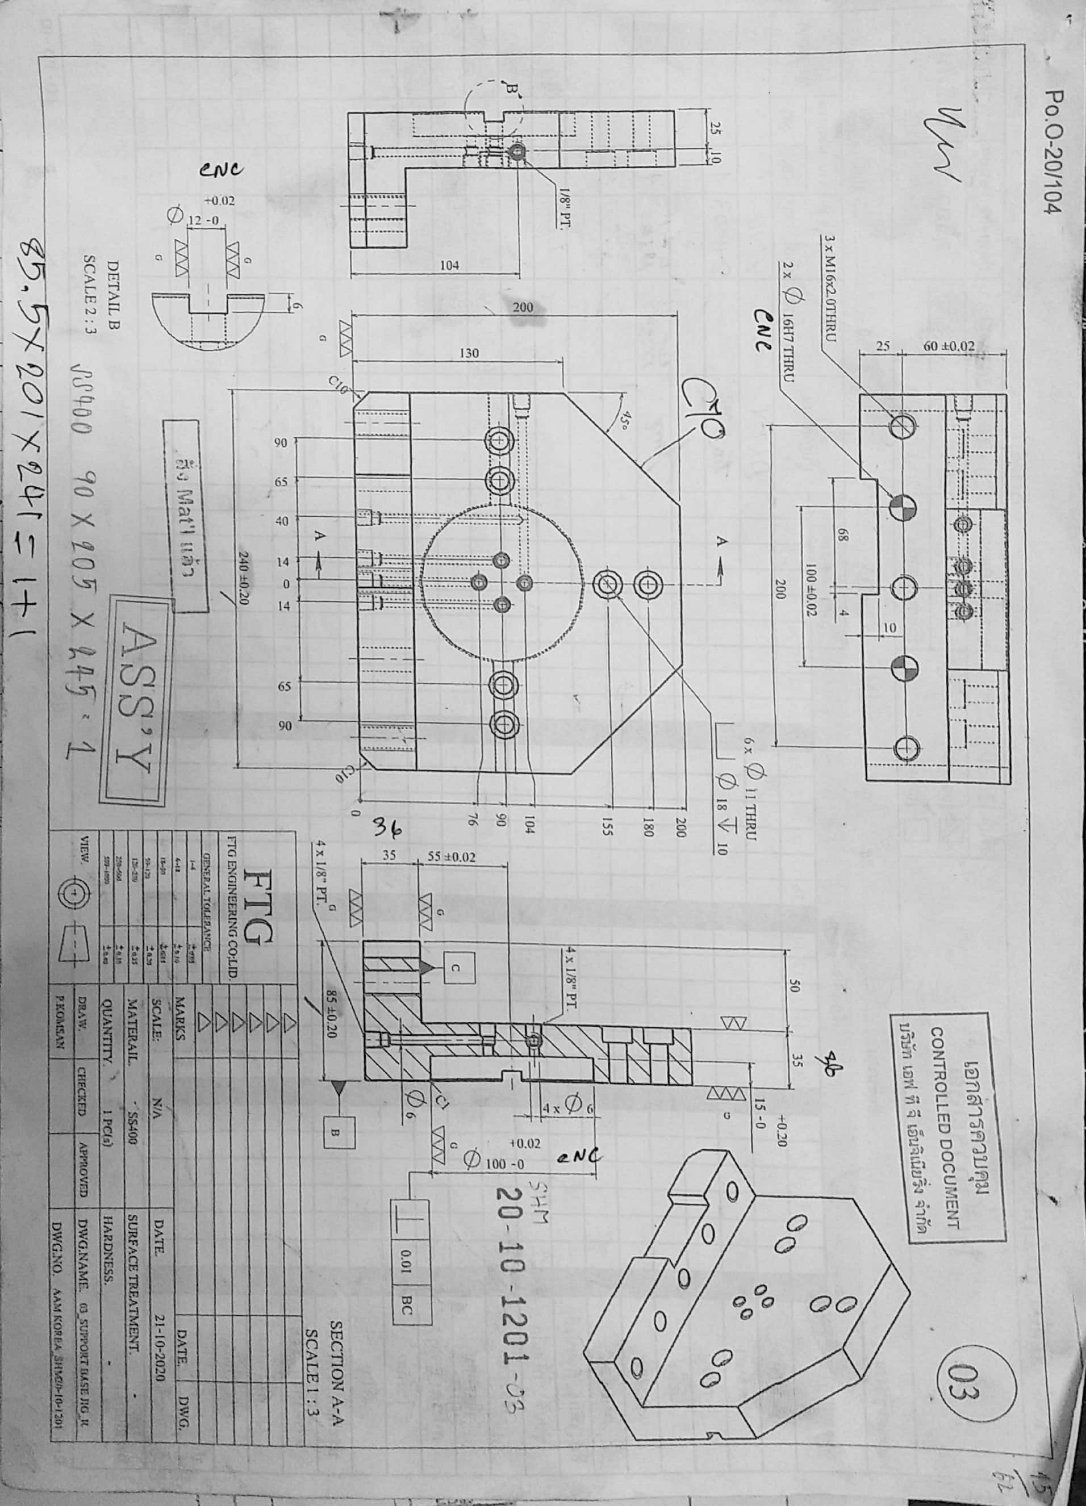 Po.O-20/104
15
62
เอกสารควบคุม
CONTROLLED DOCUMENT
บริษัท เอฟ ที จี เอ็นจิเนียริ่ง จำกัด
03
60 ±0.02
25
10
68
4
100 ±0.02
200
3 x M16x2.0THRU
2 x Ø 16H7 THRU
CNC
36
50
35
+0.20
15 -0
G
6 x Ø 11 THRU
⌴ Ø 18 ↧ 10
A
C70
45°
25
10
1/8" PT.
B
104
200
130
200
180
155
104
90
76
0
C10
C10
G
A
90
65
40
14
0
14
65
90
240 ±0.20
4 x 1/8" PT.
4 x Ø 6
CNC
+0.02
Ø 100 -0
SHM
20-10-1201-03
C
55 ±0.02
G
35
36
C1
G
Ø 6
⊥ 0.01 BC
G
85 ±0.20
B
4 x 1/8" PT.
SECTION A-A
SCALE 1 : 3
6
CNC
+0.02
Ø 12 -0
G
G
DETAIL B
SCALE 2 : 3
สั่ง Mat'l แล้ว
ASS'Y
SS400 90 X 205 X 245 = 1
85.5 X 201 X 241 = 1+1
FTG
FTG ENGINEERING CO;LID.
GENERAL TOLERANCE
MARKS
DATE.
DWG.
SCALE: N/A
DATE. 21-10-2020
MATERAIL. - SS400
SURFACE TREATMENT. -
QUANTITY. 1 PC(s)
HARDNESS. -
VIEW.
DRAW. CHECKED APPROVED
DWG.NAME. 03_SUPPORT BASE JIG_R
P.KOMSAN
DWG.NO. AAM KOREA_SHM20-10-1201